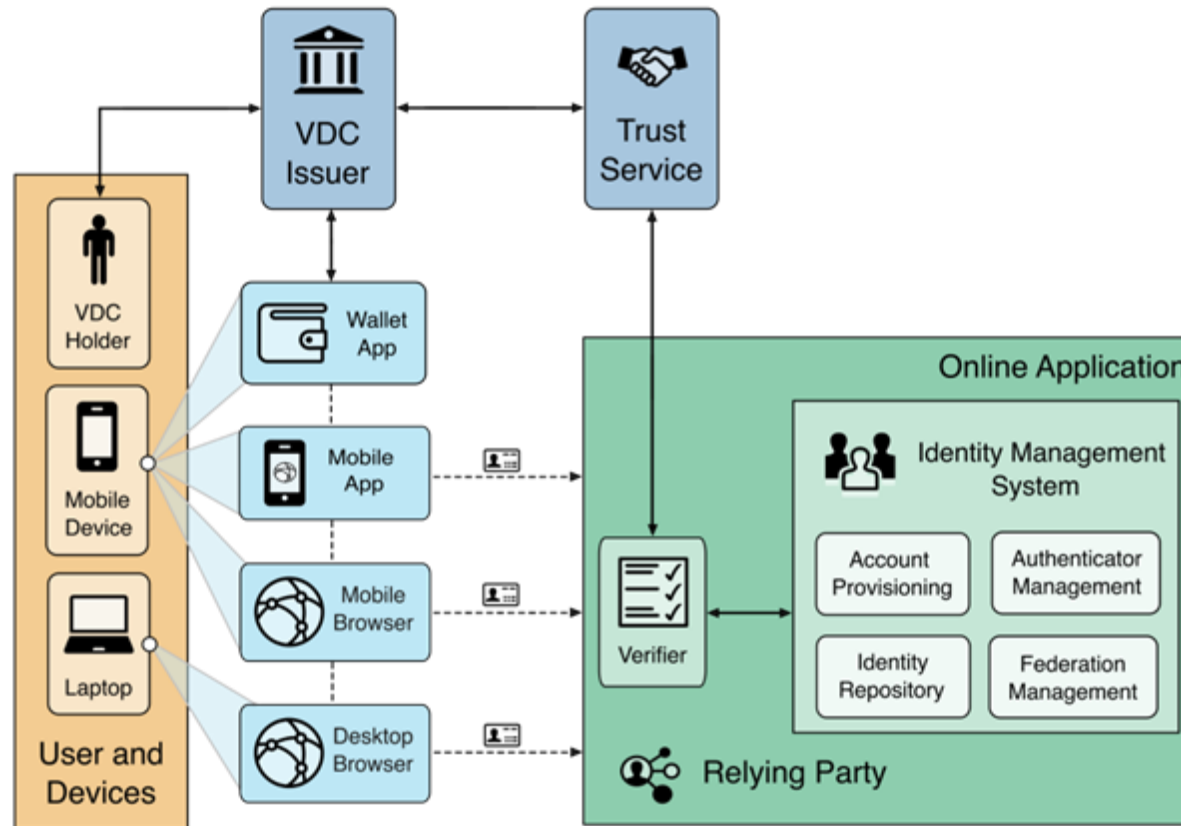 VDC
Issuer
Trust
Service
VDC
Holder
Mobile
Device
Laptop
User and
Devices
Wallet
App
Mobile
App
Mobile
Browser
Desktop
Browser
Online Application
Identity Management
System
Account
Provisioning
Authenticator
Management
Identity
Repository
Federation
Management
Verifier
Relying Party